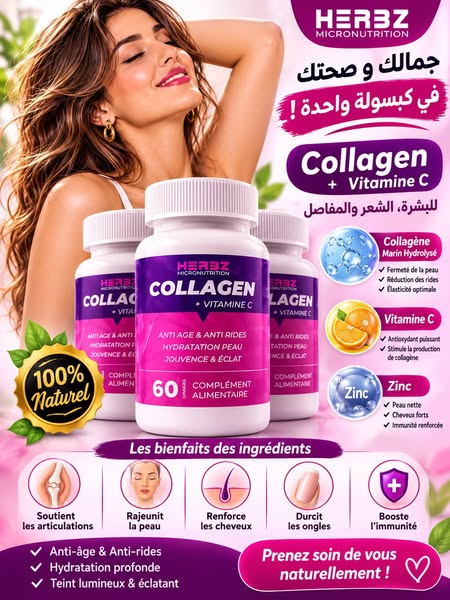 HERBZ
MICRONUTRITION
جمالك و صحتك
في كبسولة واحدة !
Collagen
+ Vitamine C
للبشرة، الشعر والمفاصل
Collagène
Marin Hydrolysé
✓ Fermeté de la peau
✓ Réduction des rides
✓ Élasticité optimale
Vitamine C
✓ Antioxydant puissant
✓ Stimule la production
de collagène
Zinc
Zinc
✓ Peau nette
✓ Cheveux forts
✓ Immunité renforcée
HERBZ
MICRONUTRITION
COLLAGEN
+ VITAMINE C
ANTI AGE & ANTI RIDES
HYDRATATION PEAU
JOUVENCE & ÉCLAT
60
COMPLÉMENT
ALIMENTAIRE
100%
Naturel
Les bienfaits des ingrédients
Soutient
les articulations
Rajeunit
la peau
Renforce
les cheveux
Durcit
les ongles
Booste
l'immunité
✓ Anti-âge & Anti-rides
✓ Hydratation profonde
✓ Teint lumineux & éclatant
Prenez soin de vous
naturellement !